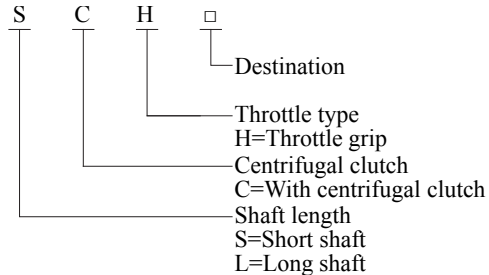 S C H □
Destination
Throttle type
H=Throttle grip
Centrifugal clutch
C=With centrifugal clutch
Shaft length
S=Short shaft
L=Long shaft